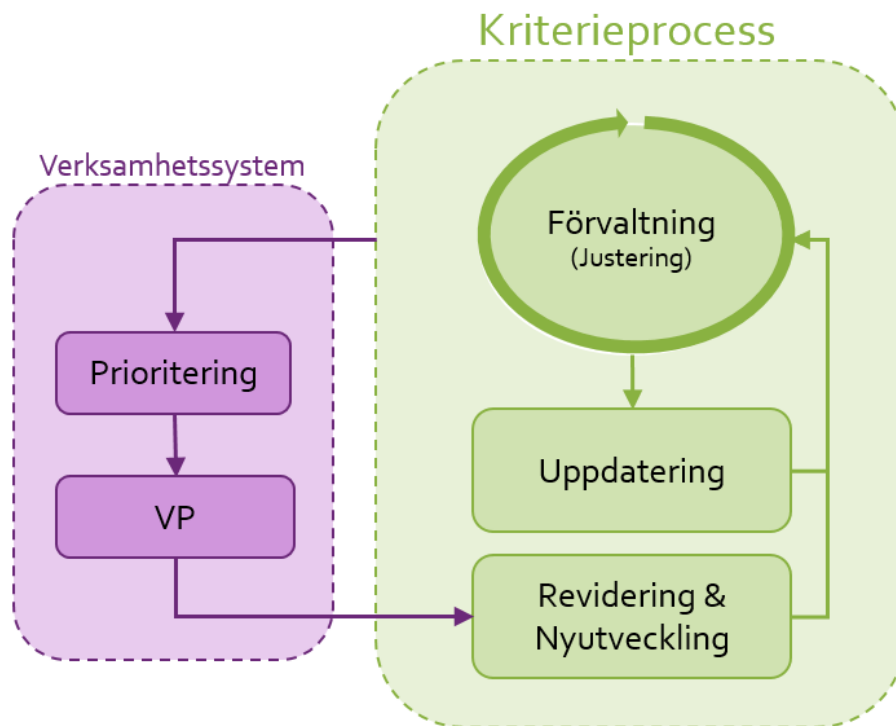 Kriterieprocess
Verksamhetssystem
Förvaltning
(Justering)
Prioritering
Uppdatering
VP
Revidering &
Nyutveckling